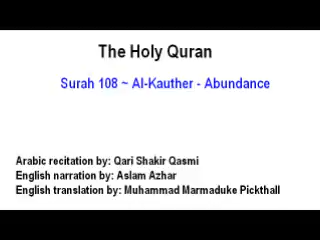 The Holy Quran
Surah 108 ~ Al-Kauther - Abundance
Arabic recitation by: Qari Shakir Qasmi
English narration by: Aslam Azhar
English translation by: Muhammad Marmaduke Pickthall